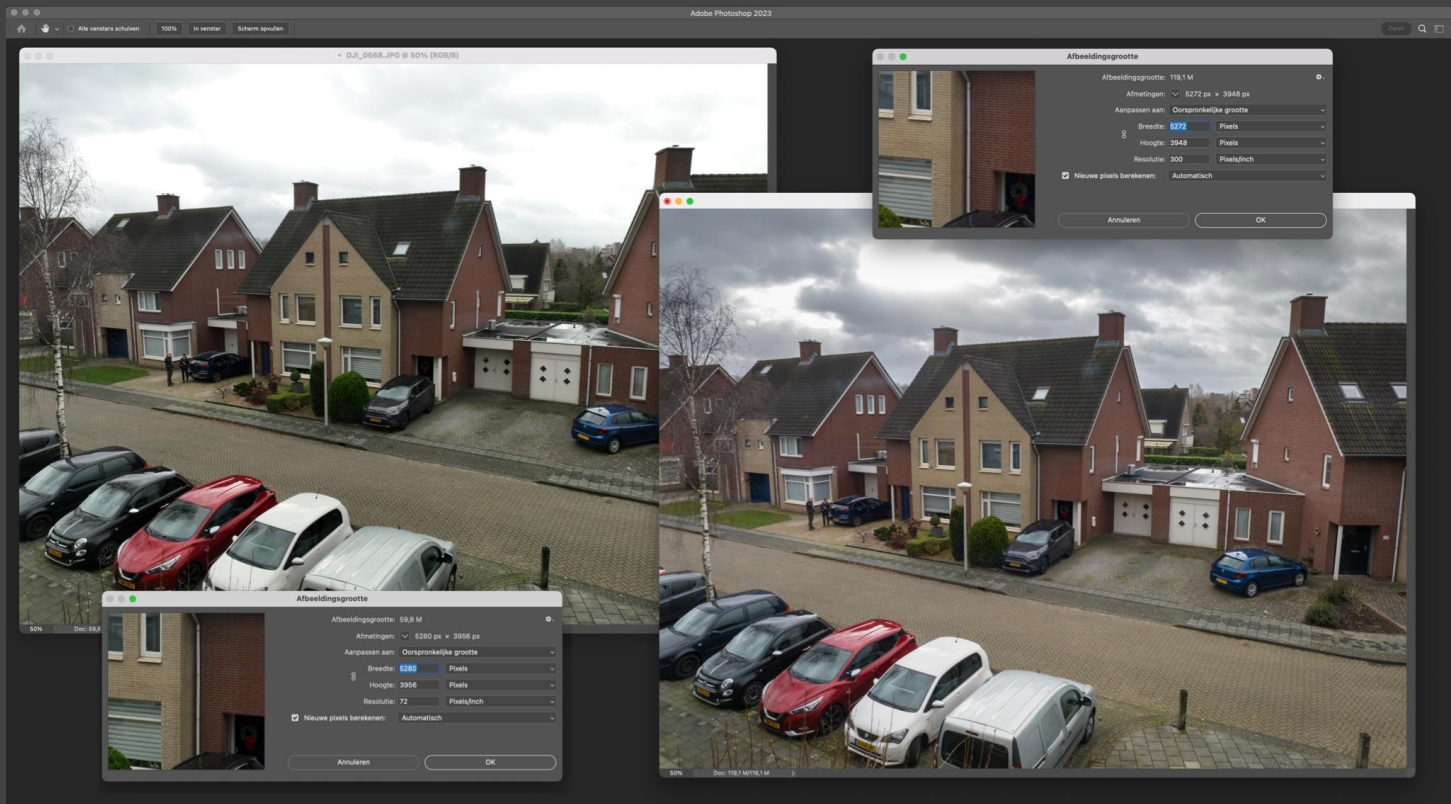 Adobe Photoshop 2023
Alle vensters schuiven
100%
In venster
Scherm opvullen
Delen
DJI_0668.JPG @ 50% (RGB/8)
50%
Afbeeldingsgrootte
Afbeeldingsgrootte: 59,8 M
Afmetingen: 5280 px × 3956 px
Aanpassen aan: Oorspronkelijke grootte
Breedte: 5280 Pixels
Hoogte: 3956 Pixels
Resolutie: 72 Pixels/inch
Nieuwe pixels berekenen: Automatisch
Annuleren
OK
Afbeeldingsgrootte
Afbeeldingsgrootte: 119,1 M
Afmetingen: 5272 px × 3948 px
Aanpassen aan: Oorspronkelijke grootte
Breedte: 5272 Pixels
Hoogte: 3948 Pixels
Resolutie: 300 Pixels/inch
Nieuwe pixels berekenen: Automatisch
Annuleren
OK
50%
Doc: 119,1 M/119,1 M